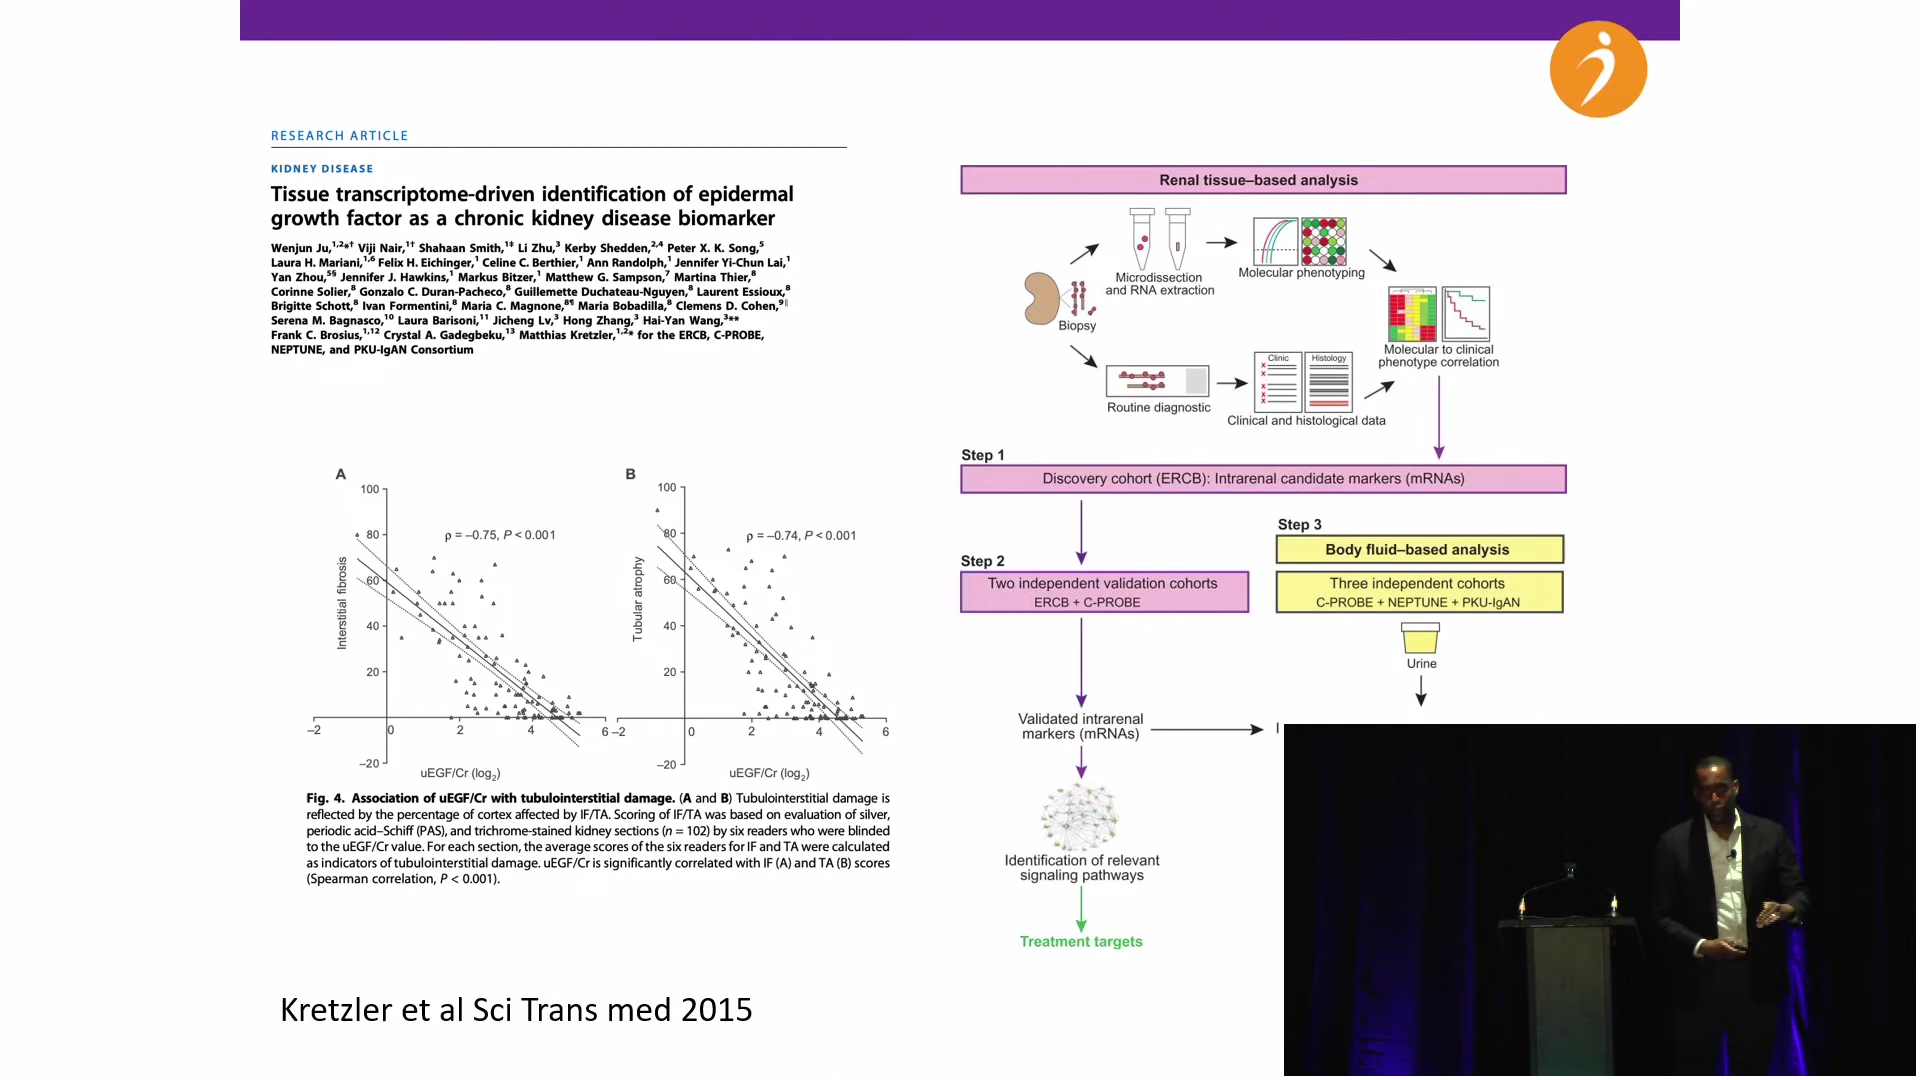 RESEARCH ARTICLE
KIDNEY DISEASE
Tissue transcriptome-driven identification of epidermal
growth factor as a chronic kidney disease biomarker
Wenjun Ju,1,2*† Viji Nair,1† Shahaan Smith,1‡ Li Zhu,3 Kerby Shedden,2,4 Peter X. K. Song,5
Laura H. Mariani,1,6 Felix H. Eichinger,1 Celine C. Berthier,1 Ann Randolph,1 Jennifer Yi-Chun Lai,1
Yan Zhou,5§ Jennifer J. Hawkins,1 Markus Bitzer,1 Matthew G. Sampson,7 Martina Thier,8
Corinne Solier,8 Gonzalo C. Duran-Pacheco,8 Guillemette Duchateau-Nguyen,8 Laurent Essioux,8
Brigitte Schott,8 Ivan Formentini,8 Maria C. Magnone,8¶ Maria Bobadilla,8 Clemens D. Cohen,9||
Serena M. Bagnasco,10 Laura Barisoni,11 Jicheng Lv,3 Hong Zhang,3 Hai-Yan Wang,3**
Frank C. Brosius,1,12 Crystal A. Gadegbeku,13 Matthias Kretzler,1,2* for the ERCB, C-PROBE,
NEPTUNE, and PKU-IgAN Consortium
A
100
80
60
40
20
–20
–2 0 2 4 6
ρ = –0.75, P < 0.001
Interstitial fibrosis
uEGF/Cr (log2)
B
100
80
60
40
20
–20
–2 0 2 4 6
ρ = –0.74, P < 0.001
Tubular atrophy
uEGF/Cr (log2)
Fig. 4. Association of uEGF/Cr with tubulointerstitial damage. (A and B) Tubulointerstitial damage is
reflected by the percentage of cortex affected by IF/TA. Scoring of IF/TA was based on evaluation of silver,
periodic acid–Schiff (PAS), and trichrome-stained kidney sections (n = 102) by six readers who were blinded
to the uEGF/Cr value. For each section, the average scores of the six readers for IF and TA were calculated
as indicators of tubulointerstitial damage. uEGF/Cr is significantly correlated with IF (A) and TA (B) scores
(Spearman correlation, P < 0.001).
Kretzler et al Sci Trans med 2015
Renal tissue–based analysis
Biopsy
Microdissection
and RNA extraction
Molecular phenotyping
Routine diagnostic
Clinic
x
x
x
x
x
Histology
Clinical and histological data
Molecular to clinical
phenotype correlation
Step 1
Discovery cohort (ERCB): Intrarenal candidate markers (mRNAs)
Step 2
Two independent validation cohorts
ERCB + C-PROBE
Step 3
Body fluid–based analysis
Three independent cohorts
C-PROBE + NEPTUNE + PKU-IgAN
Urine
Validated intrarenal
markers (mRNAs)
Identification of relevant
signaling pathways
Treatment targets